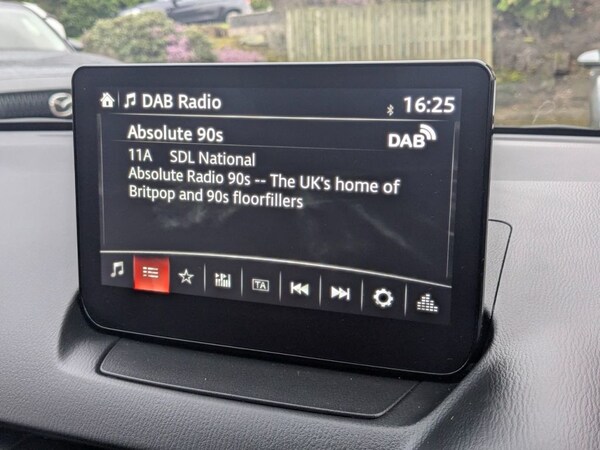 DAB Radio 16:25
Absolute 90s DAB
11A SDL National
Absolute Radio 90s -- The UK's home of
Britpop and 90s floorfillers
TA